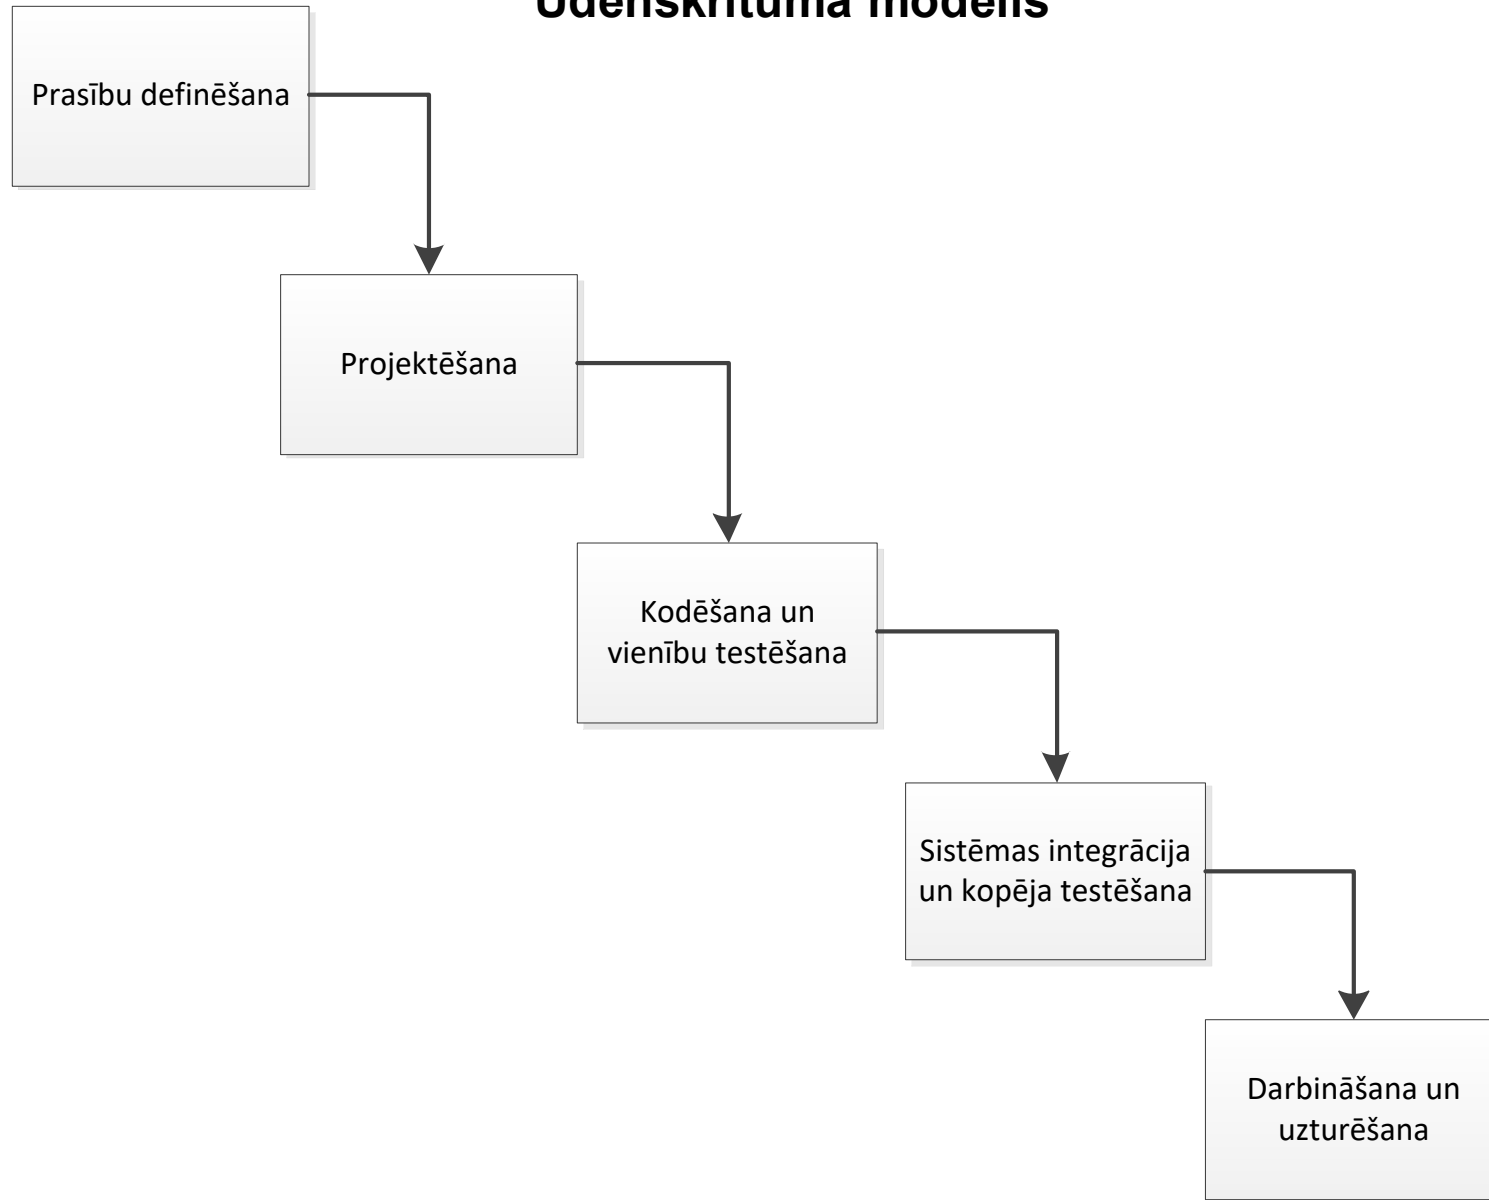 Ūdenskrituma modelis
Prasību definēšana
Projektēšana
Kodēšana un
vienību testēšana
Sistēmas integrācija
un kopēja testēšana
Darbināšana un
uzturēšana